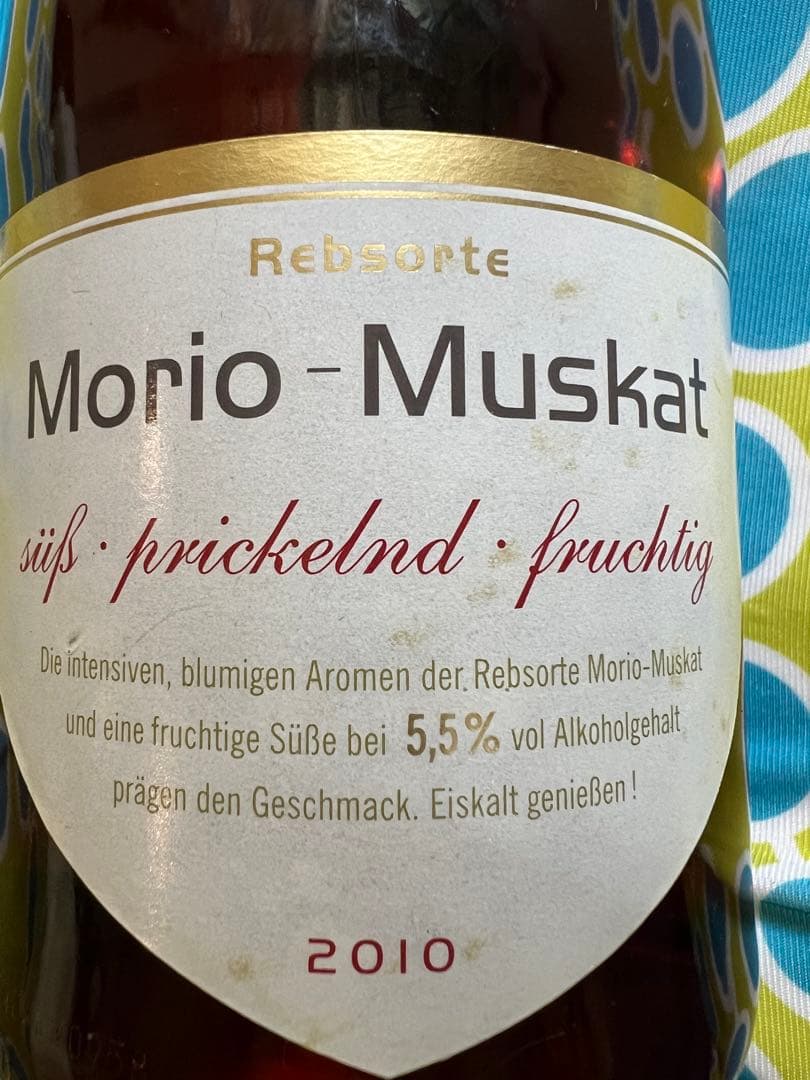 Rebsorte
Morio-Muskat
süß · prickelnd · fruchtig
Die intensiven, blumigen Aromen der Rebsorte Morio-Muskat
und eine fruchtige Süße bei 5,5% vol Alkoholgehalt
prägen den Geschmack. Eiskalt genießen!
2010